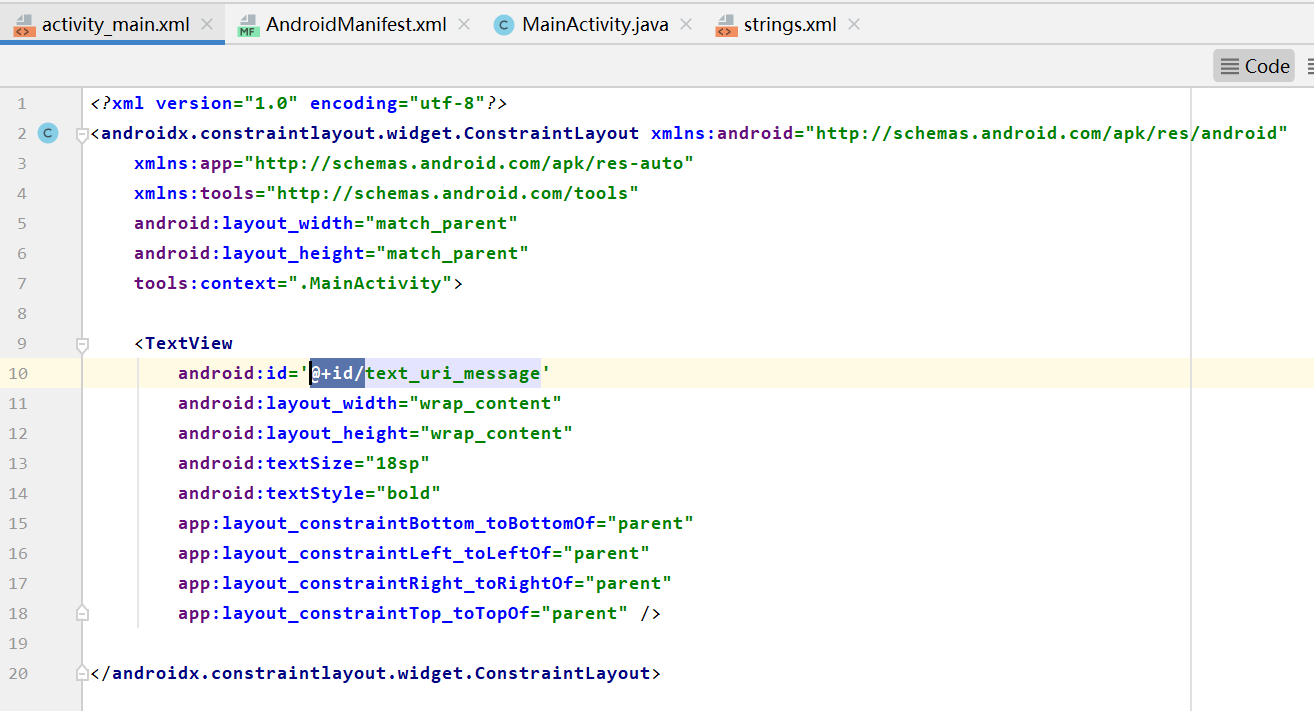 activity_main.xml AndroidManifest.xml MainActivity.java strings.xml
Code
1 <?xml version="1.0" encoding="utf-8"?>
2 <androidx.constraintlayout.widget.ConstraintLayout xmlns:android="http://schemas.android.com/apk/res/android"
3 xmlns:app="http://schemas.android.com/apk/res-auto"
4 xmlns:tools="http://schemas.android.com/tools"
5 android:layout_width="match_parent"
6 android:layout_height="match_parent"
7 tools:context=".MainActivity">
8
9 <TextView
10 android:id='@+id/text_uri_message'
11 android:layout_width="wrap_content"
12 android:layout_height="wrap_content"
13 android:textSize="18sp"
14 android:textStyle="bold"
15 app:layout_constraintBottom_toBottomOf="parent"
16 app:layout_constraintLeft_toLeftOf="parent"
17 app:layout_constraintRight_toRightOf="parent"
18 app:layout_constraintTop_toTopOf="parent" />
19
20 </androidx.constraintlayout.widget.ConstraintLayout>